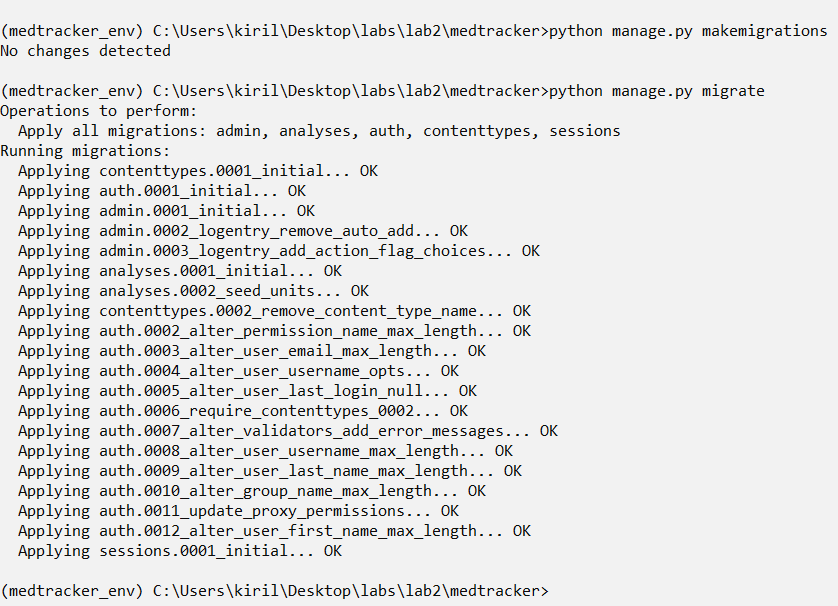 (medtracker_env) C:\Users\kiril\Desktop\labs\lab2\medtracker>python manage.py makemigrations
No changes detected
(medtracker_env) C:\Users\kiril\Desktop\labs\lab2\medtracker>python manage.py migrate
Operations to perform:
  Apply all migrations: admin, analyses, auth, contenttypes, sessions
Running migrations:
  Applying contenttypes.0001_initial... OK
  Applying auth.0001_initial... OK
  Applying admin.0001_initial... OK
  Applying admin.0002_logentry_remove_auto_add... OK
  Applying admin.0003_logentry_add_action_flag_choices... OK
  Applying analyses.0001_initial... OK
  Applying analyses.0002_seed_units... OK
  Applying contenttypes.0002_remove_content_type_name... OK
  Applying auth.0002_alter_permission_name_max_length... OK
  Applying auth.0003_alter_user_email_max_length... OK
  Applying auth.0004_alter_user_username_opts... OK
  Applying auth.0005_alter_user_last_login_null... OK
  Applying auth.0006_require_contenttypes_0002... OK
  Applying auth.0007_alter_validators_add_error_messages... OK
  Applying auth.0008_alter_user_username_max_length... OK
  Applying auth.0009_alter_user_last_name_max_length... OK
  Applying auth.0010_alter_group_name_max_length... OK
  Applying auth.0011_update_proxy_permissions... OK
  Applying auth.0012_alter_user_first_name_max_length... OK
  Applying sessions.0001_initial... OK
(medtracker_env) C:\Users\kiril\Desktop\labs\lab2\medtracker>